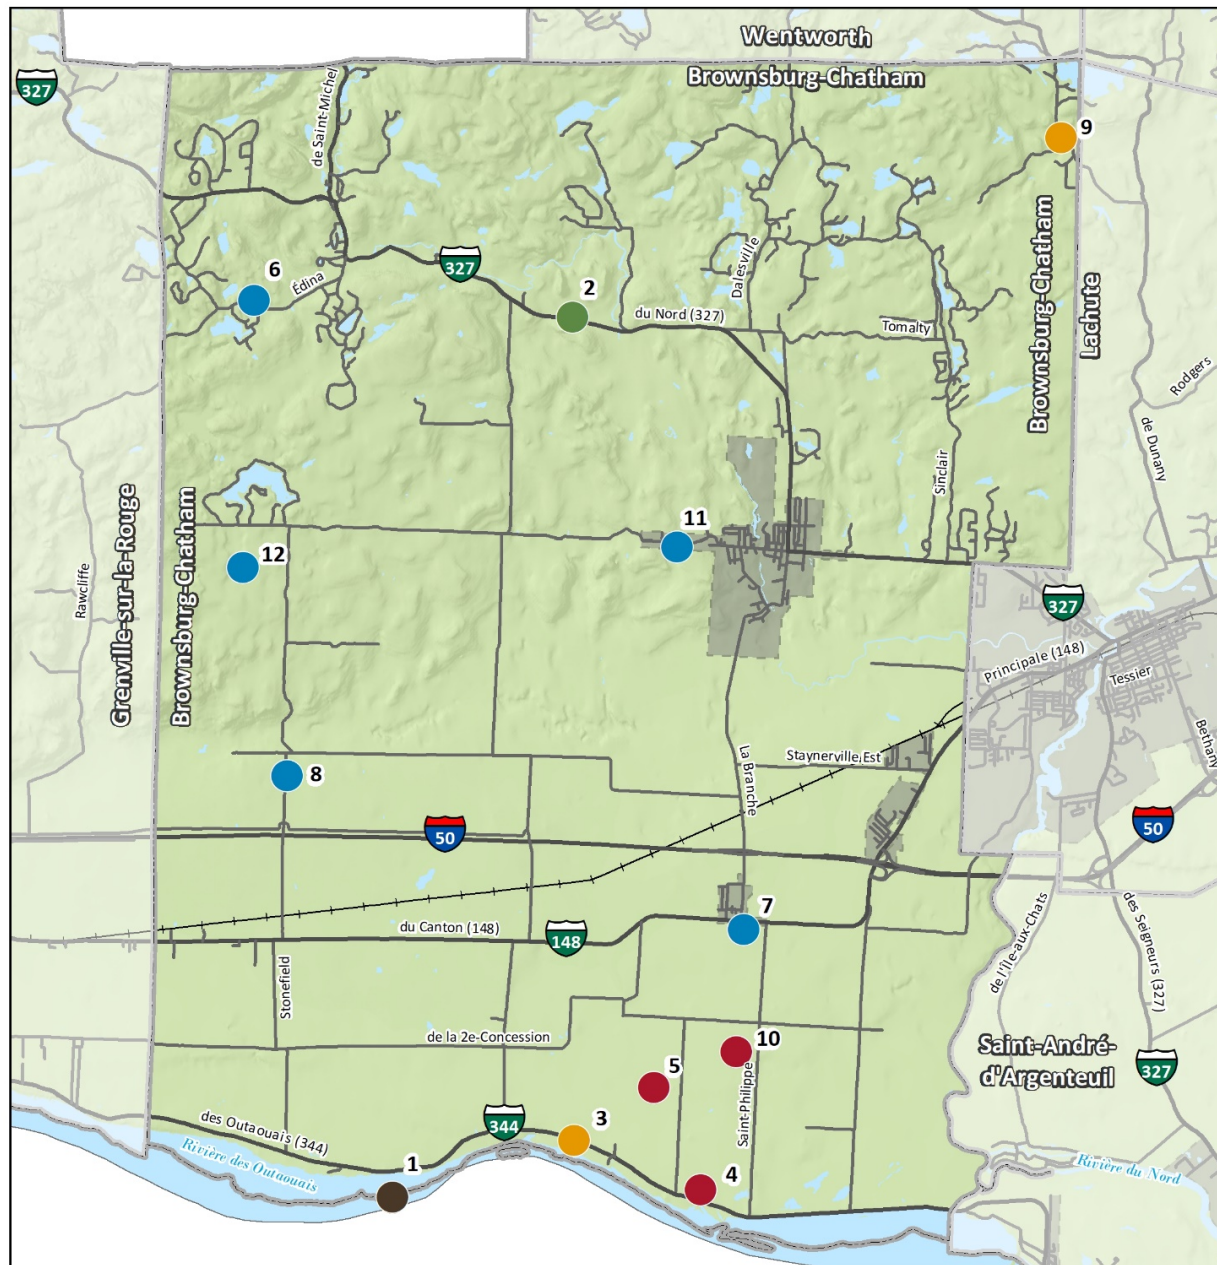 Wentworth
Brownsburg-Chatham
327
de Saint-Michel
9
6
Édina
327
2
du Nord (327)
Dalesville
Tomalty
Brownsburg-Chatham
Lachute
Rodgers
de Dunany
Sinclair
Grenville-sur-la-Rouge
Brownsburg-Chatham
Rawcliffe
12
11
327
Principale (148)
Tessier
Bethany
8
La Branche
Staynerville Est
50
50
7
du Canton (148)
148
Stonefield
de l'Île-aux-Chats
des Seigneurs (327)
de la 2e-Concession
10
5
Saint-Philippe
Saint-André-
d'Argenteuil
327
des Outaouais (344)
344
3
Rivière des Outaouais
1
4
Rivière du Nord